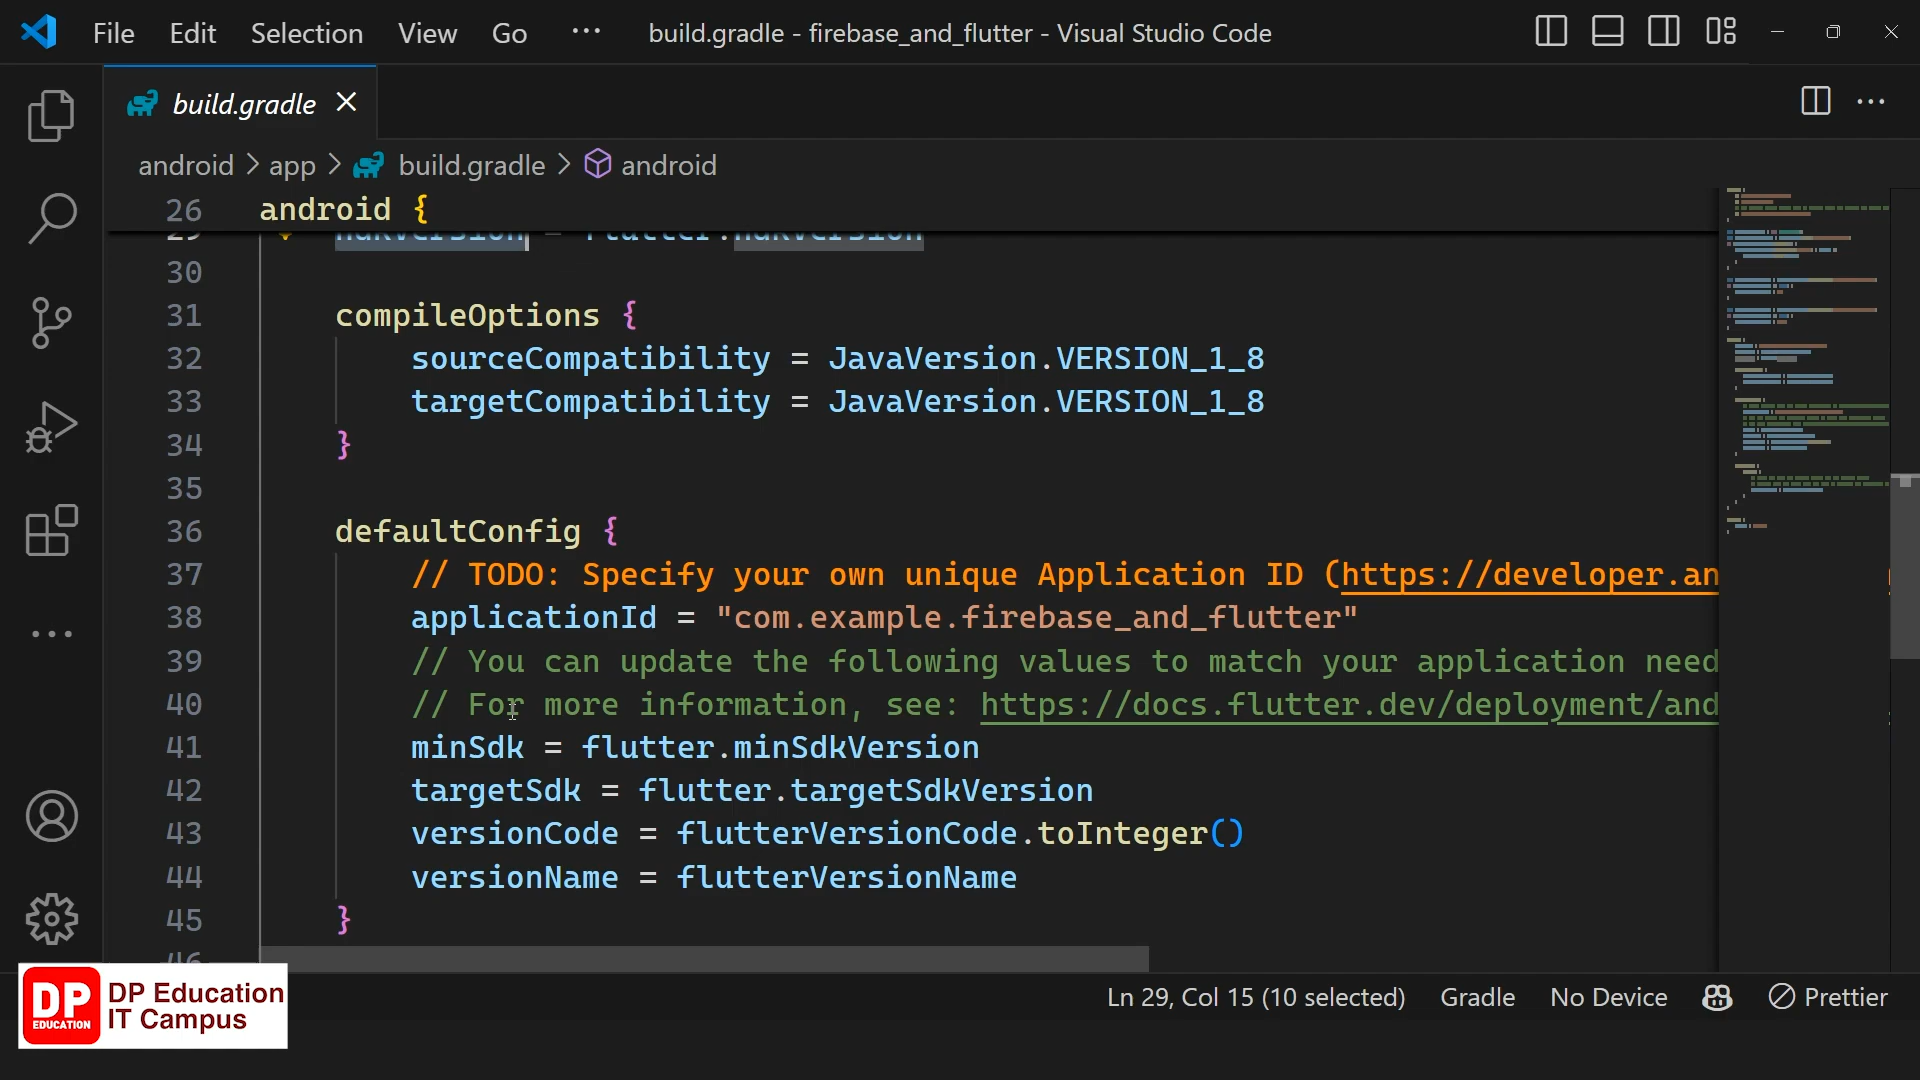 File Edit Selection View Go ··· build.gradle - firebase_and_flutter - Visual Studio Code
build.gradle
android > app > build.gradle > android
26 android {
29 ndkVersion = flutter.ndkVersion
30
31 compileOptions {
32 sourceCompatibility = JavaVersion.VERSION_1_8
33 targetCompatibility = JavaVersion.VERSION_1_8
34 }
35
36 defaultConfig {
37 // TODO: Specify your own unique Application ID (https://developer.an
38 applicationId = "com.example.firebase_and_flutter"
39 // You can update the following values to match your application need
40 // For more information, see: https://docs.flutter.dev/deployment/and
41 minSdk = flutter.minSdkVersion
42 targetSdk = flutter.targetSdkVersion
43 versionCode = flutterVersionCode.toInteger()
44 versionName = flutterVersionName
45 }
46
DP EDUCATION
DP Education
IT Campus
Ln 29, Col 15 (10 selected) Gradle No Device Prettier